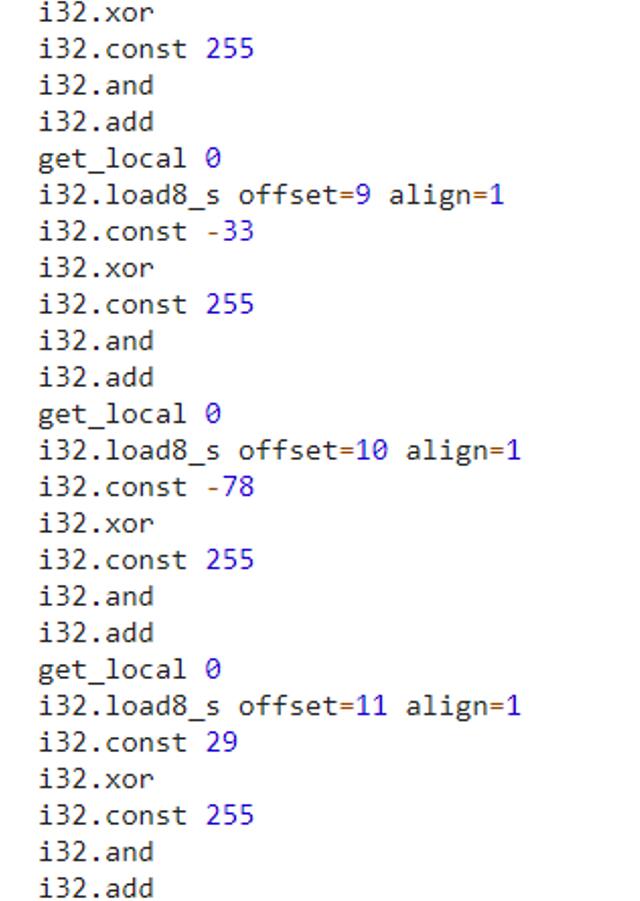 i32.xor
i32.const 255
i32.and
i32.add
get_local 0
i32.load8_s offset=9 align=1
i32.const -33
i32.xor
i32.const 255
i32.and
i32.add
get_local 0
i32.load8_s offset=10 align=1
i32.const -78
i32.xor
i32.const 255
i32.and
i32.add
get_local 0
i32.load8_s offset=11 align=1
i32.const 29
i32.xor
i32.const 255
i32.and
i32.add